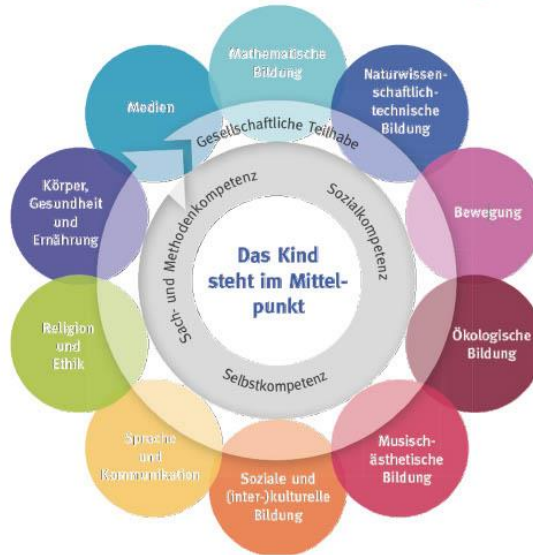 Mathematische
Bildung
Naturwissen-
schaftlich-
technische
Bildung
Medien
Gesellschaftliche Teilhabe
Körper,
Gesundheit
und
Ernährung
Sach- und Methodenkompetenz
Sozialkompetenz
Bewegung
Das Kind
steht im Mittel-
punkt
Religion
und
Ethik
Ökologische
Bildung
Selbstkompetenz
Sprache
und
Kommunikation
Soziale und
(inter-)kulturelle
Bildung
Musisch-
ästhetische
Bildung